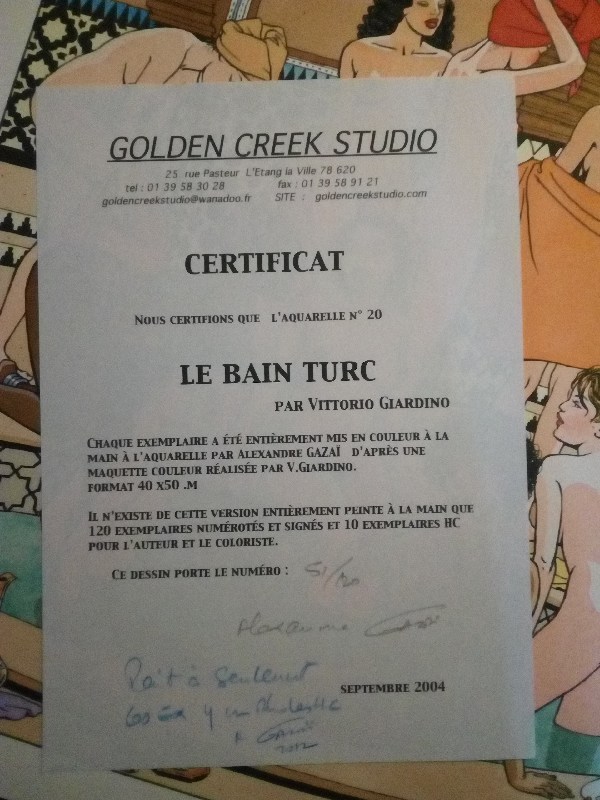 GOLDEN CREEK STUDIO
25 rue Pasteur L'Etang la Ville 78 620
tel : 01 39 58 30 28 fax : 01 39 58 91 21
goldencreekstudio@wanadoo.fr SITE : goldencreekstudio.com
CERTIFICAT
NOUS CERTIFIONS QUE L'AQUARELLE N° 20
LE BAIN TURC
PAR VITTORIO GIARDINO
CHAQUE EXEMPLAIRE A ÉTÉ ENTIÈREMENT MIS EN COULEUR À LA
MAIN À L'AQUARELLE PAR ALEXANDRE GAZAÏ D'APRÈS UNE
MAQUETTE COULEUR RÉALISÉE PAR V.GIARDINO.
FORMAT 40 X50 .M
IL N'EXISTE DE CETTE VERSION ENTIÈREMENT PEINTE À LA MAIN QUE
120 EXEMPLAIRES NUMÉROTÉS ET SIGNÉS ET 10 EXEMPLAIRES HC
POUR L'AUTEUR ET LE COLORISTE.
CE DESSIN PORTE LE NUMÉRO :
à seulement
SEPTEMBRE 2004
2012